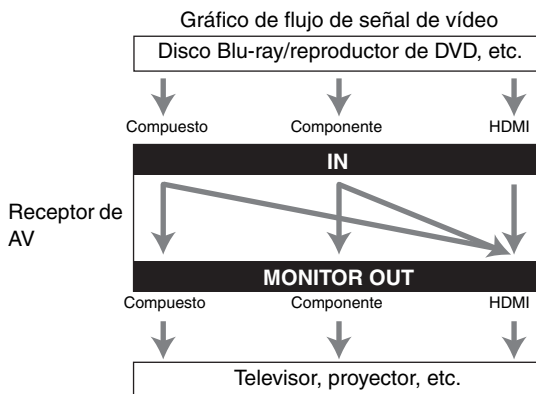 Gráfico de flujo de señal de vídeo
Disco Blu-ray/reproductor de DVD, etc.
Compuesto Componente HDMI
IN
Receptor de
AV
MONITOR OUT
Compuesto Componente HDMI
Televisor, proyector, etc.